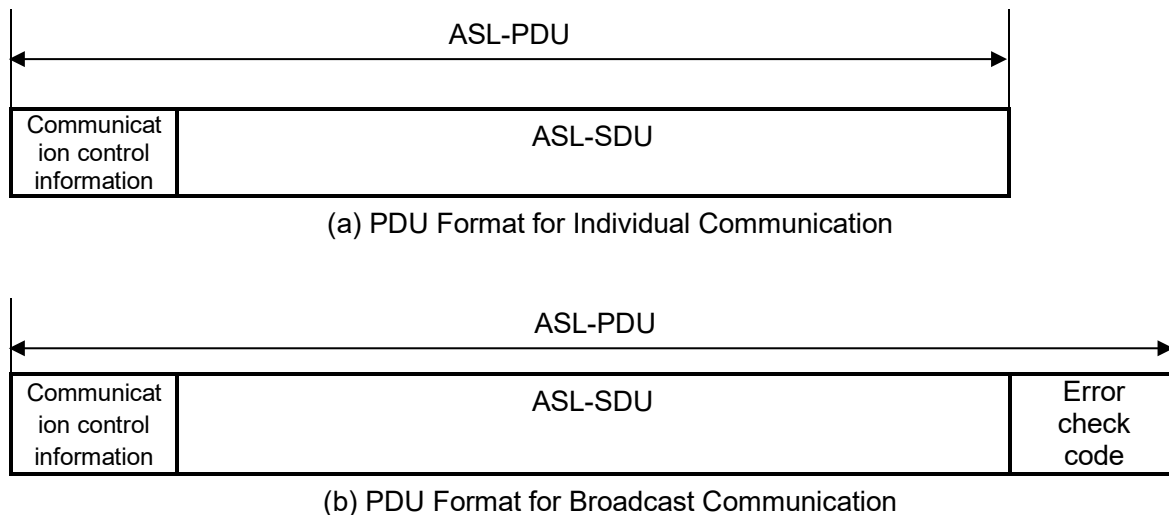 ASL-PDU
Communicat
ion control
information
ASL-SDU
(a) PDU Format for Individual Communication
ASL-PDU
Communicat
ion control
information
ASL-SDU
Error
check
code
(b) PDU Format for Broadcast Communication